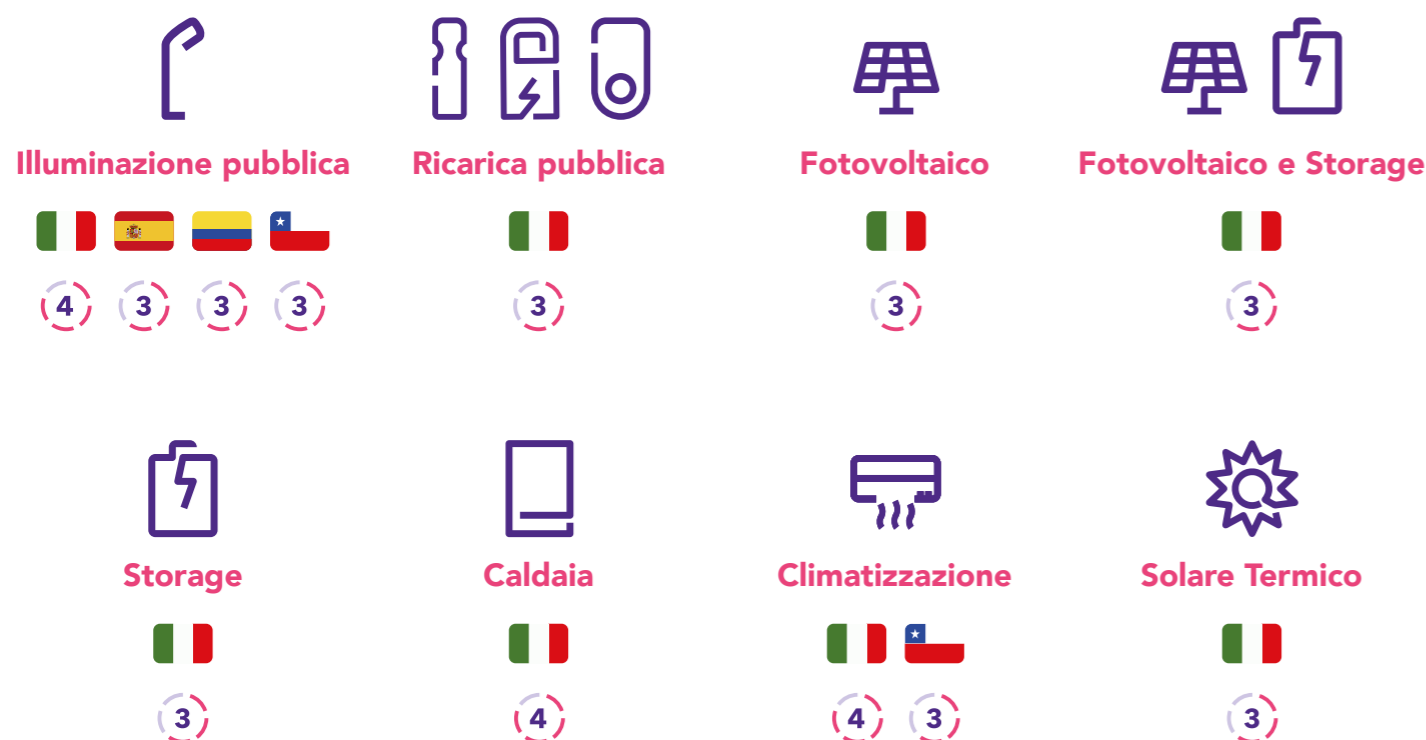 Illuminazione pubblica
Ricarica pubblica
Fotovoltaico
Fotovoltaico e Storage
4 3 3 3
3
3
3
Storage
Caldaia
Climatizzazione
Solare Termico
3
4
4 3
3